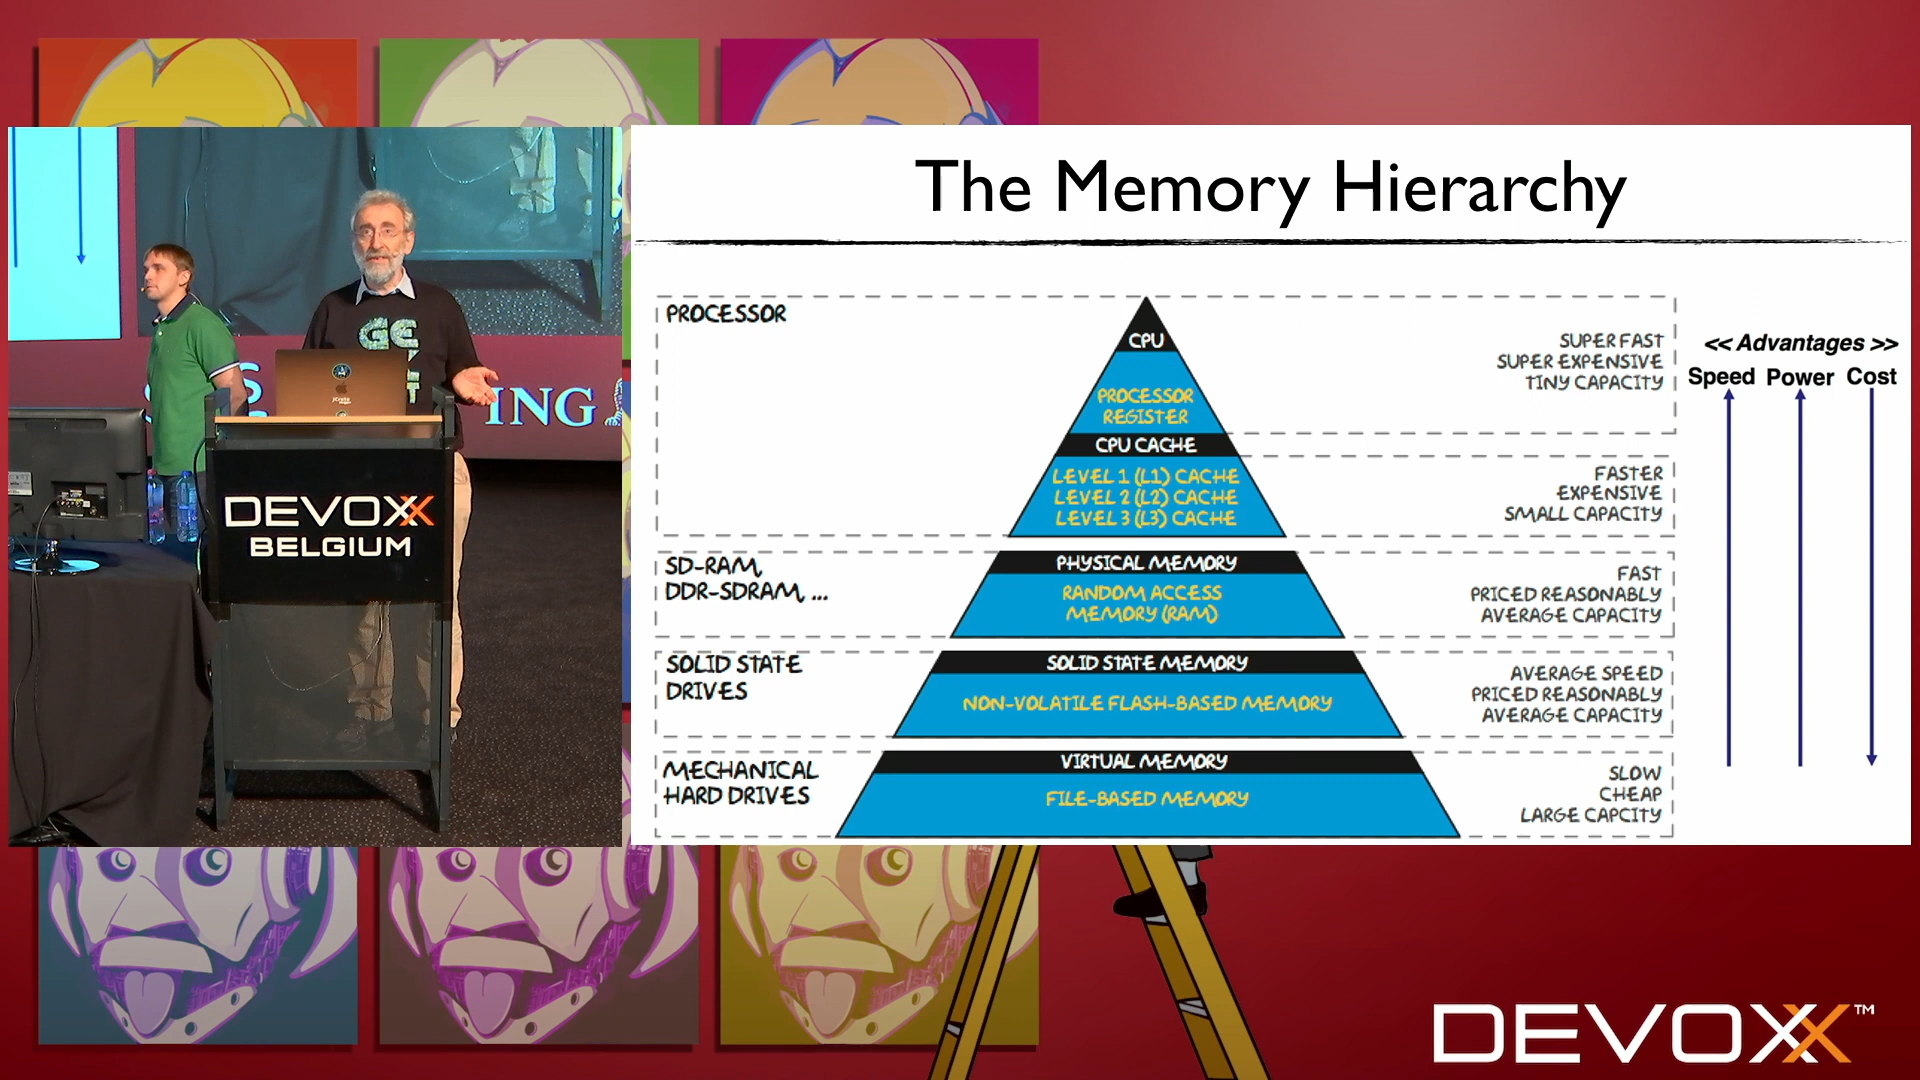 The Memory Hierarchy
PROCESSOR
CPU
PROCESSOR
REGISTER
CPU CACHE
LEVEL 1 (L1) CACHE
LEVEL 2 (L2) CACHE
LEVEL 3 (L3) CACHE
SUPER FAST
SUPER EXPENSIVE
TINY CAPACITY
FASTER
EXPENSIVE
SMALL CAPACITY
<< Advantages >>
Speed Power Cost
SD-RAM,
DDR-SDRAM, ...
PHYSICAL MEMORY
RANDOM ACCESS
MEMORY (RAM)
FAST
PRICED REASONABLY
AVERAGE CAPACITY
SOLID STATE
DRIVES
SOLID STATE MEMORY
NON-VOLATILE FLASH-BASED MEMORY
AVERAGE SPEED
PRICED REASONABLY
AVERAGE CAPACITY
MECHANICAL
HARD DRIVES
VIRTUAL MEMORY
FILE-BASED MEMORY
SLOW
CHEAP
LARGE CAPCITY
ING
DEVOXX
BELGIUM
DEVOXX™